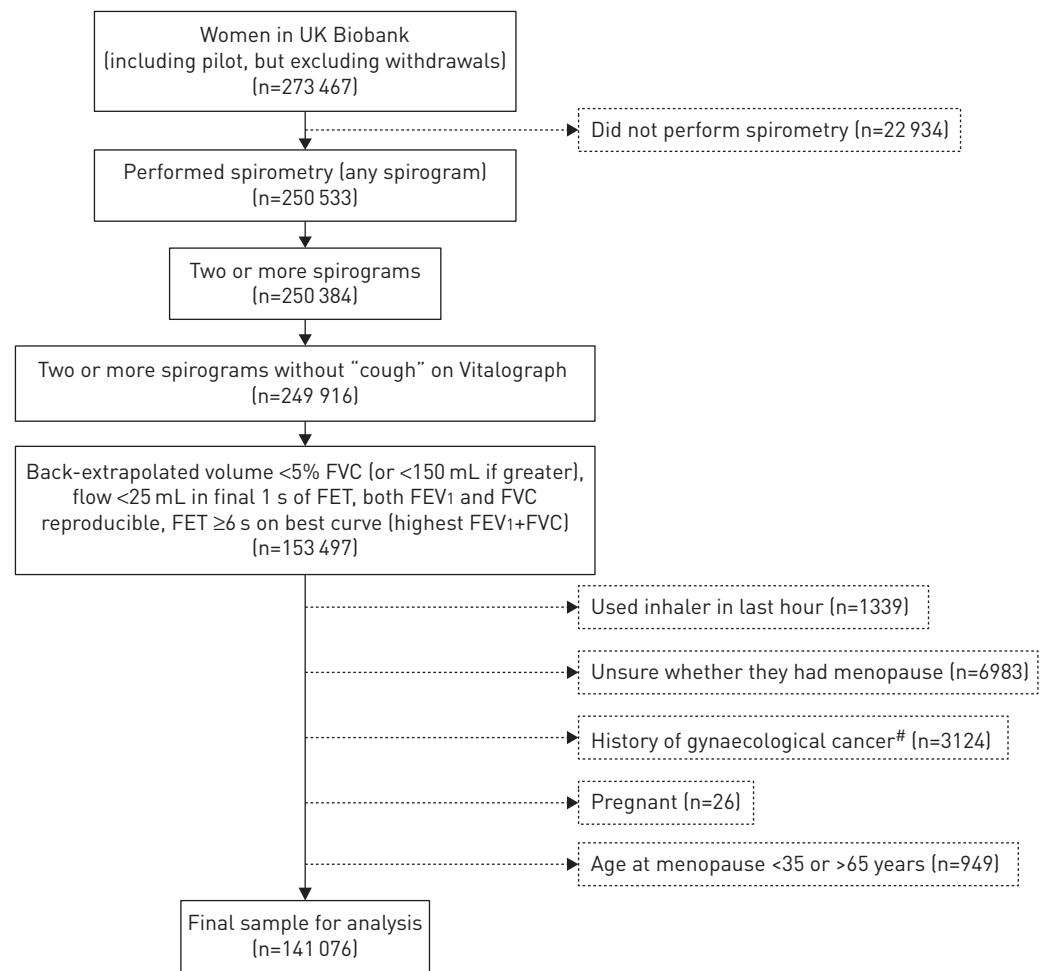 Women in UK Biobank
(including pilot, but excluding withdrawals)
(n=273 467)
Did not perform spirometry (n=22 934)
Performed spirometry (any spirogram)
(n=250 533)
Two or more spirograms
(n=250 384)
Two or more spirograms without “cough” on Vitalograph
(n=249 916)
Back-extrapolated volume <5% FVC (or <150 mL if greater),
flow <25 mL in final 1 s of FET, both FEV1 and FVC
reproducible, FET ≥6 s on best curve (highest FEV1+FVC)
(n=153 497)
Used inhaler in last hour (n=1339)
Unsure whether they had menopause (n=6983)
History of gynaecological cancer# (n=3124)
Pregnant (n=26)
Age at menopause <35 or >65 years (n=949)
Final sample for analysis
(n=141 076)